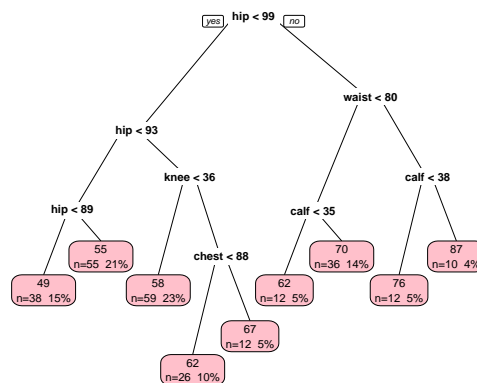 yes hip < 99 no
waist < 80
hip < 93
knee < 36 calf < 38
hip < 89 calf < 35
55
n=55 21%
70
n=36 14%
87
n=10 4%
chest < 88
49
n=38 15%
58
n=59 23%
62
n=12 5%
76
n=12 5%
67
n=12 5%
62
n=26 10%